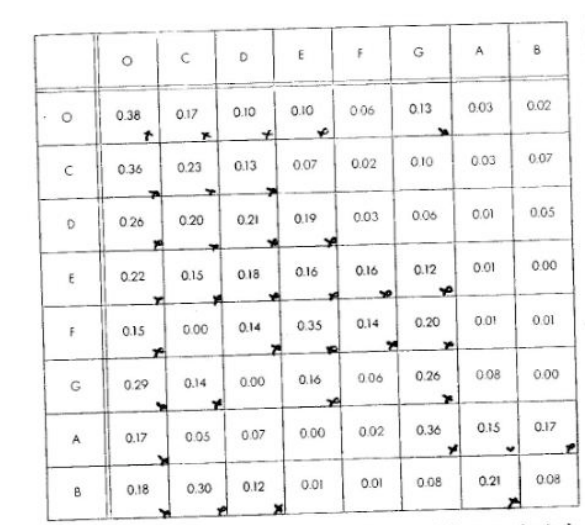 O C D E F G A B
O 0.38 0.17 0.10 0.10 0.06 0.13 0.03 0.02
C 0.36 0.23 0.13 0.07 0.02 0.10 0.03 0.07
D 0.26 0.20 0.21 0.19 0.03 0.06 0.01 0.05
E 0.22 0.15 0.18 0.16 0.16 0.12 0.01 0.00
F 0.15 0.00 0.14 0.35 0.14 0.20 0.01 0.01
G 0.29 0.14 0.00 0.16 0.06 0.26 0.08 0.00
A 0.17 0.05 0.07 0.00 0.02 0.36 0.15 0.17
B 0.18 0.30 0.12 0.01 0.01 0.08 0.21 0.08